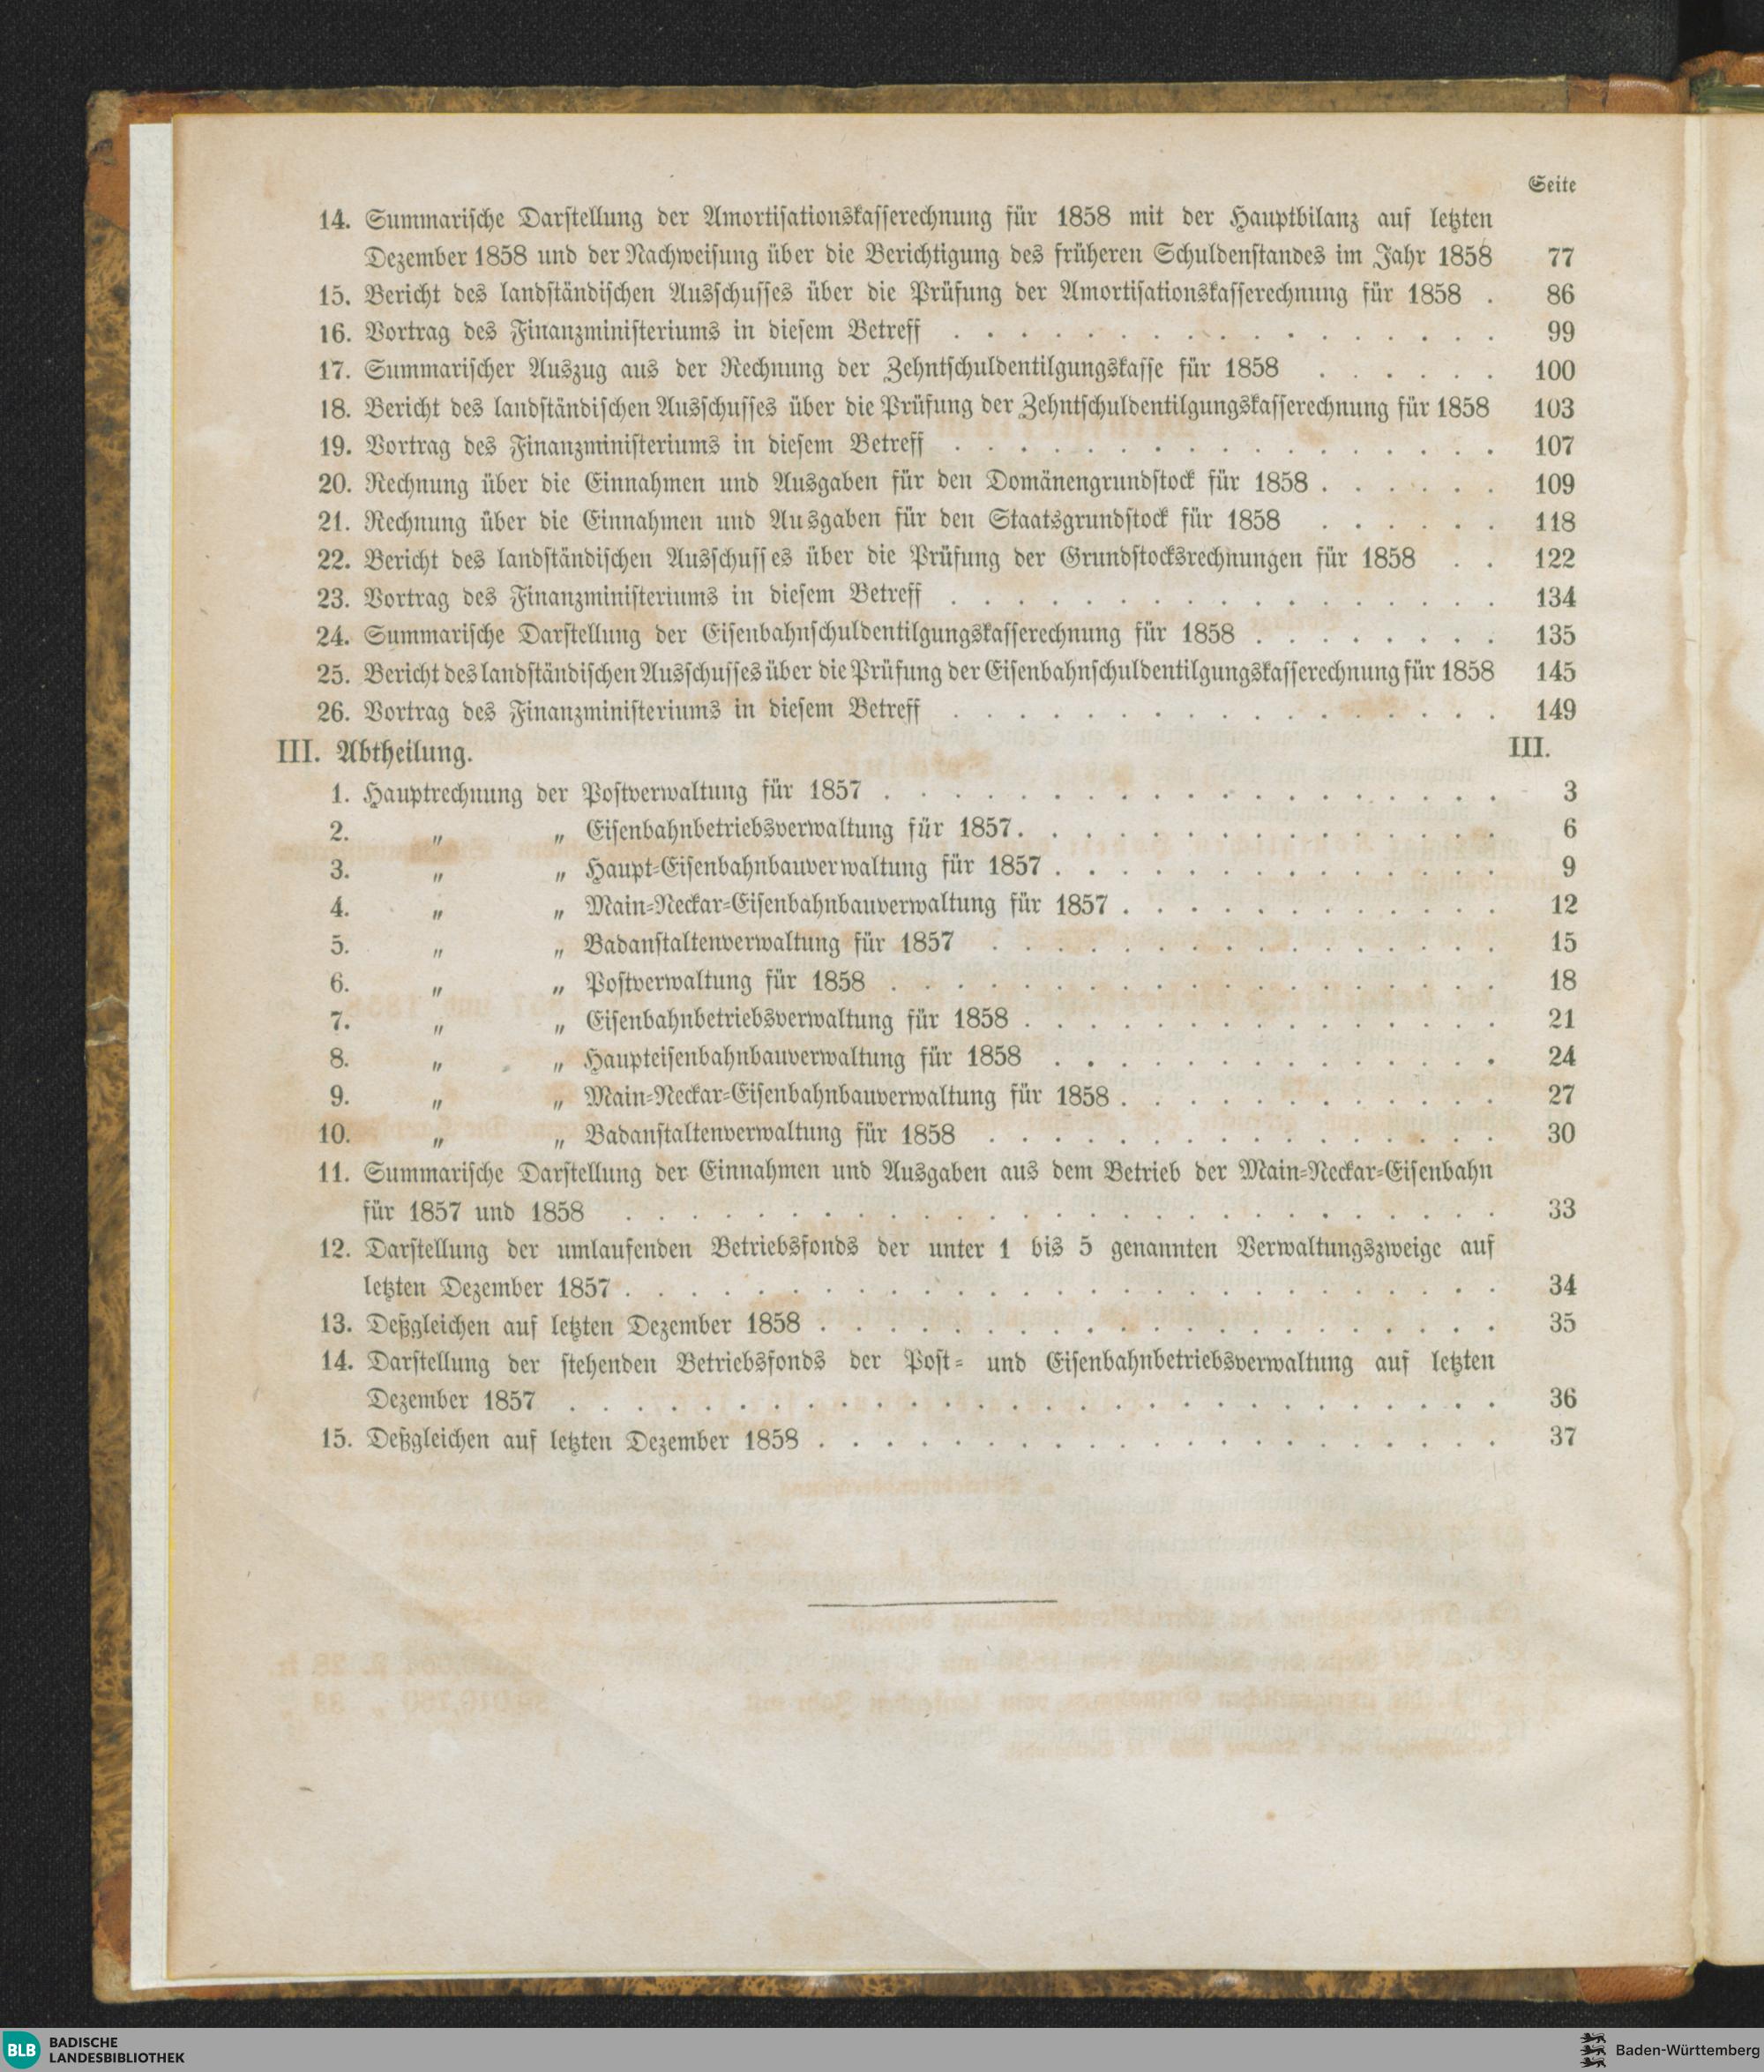 Seite
14. Summarische Darstellung der Amortisationskasserechnung für 1858 mit der Hauptbilanz auf letzten
Dezember 1858 und der Nachweisung über die Berichtigung des früheren Schuldenstandes im Jahr 1858 77
15. Bericht des landständischen Ausschusses über die Prüfung der Amortisationskasserechnung für 1858 . 86
16. Vortrag des Finanzministeriums in diesem Betreff . . . . . . . . . . . . . . . . . 99
17. Summarischer Auszug aus der Rechnung der Zehntschuldentilgungskasse für 1858 . . . . . . 100
18. Bericht des landständischen Ausschusses über die Prüfung der Zehntschuldentilgungskasserechnung für 1858 103
19. Vortrag des Finanzministeriums in diesem Betreff . . . . . . . . . . . . . . . . . 107
20. Rechnung über die Einnahmen und Ausgaben für den Domänengrundstock für 1858 . . . . . . 109
21. Rechnung über die Einnahmen und Ausgaben für den Staatsgrundstock für 1858 . . . . . . 118
22. Bericht des landständischen Ausschusses über die Prüfung der Grundstocksrechnungen für 1858 . . 122
23. Vortrag des Finanzministeriums in diesem Betreff . . . . . . . . . . . . . . . . . 134
24. Summarische Darstellung der Eisenbahnschuldentilgungskasserechnung für 1858 . . . . . . . . 135
25. Bericht des landständischen Ausschusses über die Prüfung der Eisenbahnschuldentilgungskasserechnung für 1858 145
26. Vortrag des Finanzministeriums in diesem Betreff . . . . . . . . . . . . . . . . . 149
III. Abtheilung. III.
1. Hauptrechnung der Postverwaltung für 1857 . . . . . . . . . . . . . . . . . . . 3
2. „ „ Eisenbahnbetriebsverwaltung für 1857 . . . . . . . . . . . . . . . 6
3. „ „ Haupt-Eisenbahnbauverwaltung für 1857 . . . . . . . . . . . . . . 9
4. „ „ Main-Neckar-Eisenbahnbauverwaltung für 1857 . . . . . . . . . . . . 12
5. „ „ Badanstaltenverwaltung für 1857 . . . . . . . . . . . . . . . . 15
6. „ „ Postverwaltung für 1858 . . . . . . . . . . . . . . . . . . . 18
7. „ „ Eisenbahnbetriebsverwaltung für 1858 . . . . . . . . . . . . . . . 21
8. „ „ Haupteisenbahnbauverwaltung für 1858 . . . . . . . . . . . . . . 24
9. „ „ Main-Neckar-Eisenbahnbauverwaltung für 1858 . . . . . . . . . . . . 27
10. „ „ Badanstaltenverwaltung für 1858 . . . . . . . . . . . . . . . . 30
11. Summarische Darstellung der Einnahmen und Ausgaben aus dem Betrieb der Main-Neckar-Eisenbahn
für 1857 und 1858 . . . . . . . . . . . . . . . . . . . . . . . . . . . 33
12. Darstellung der umlaufenden Betriebsfonds der unter 1 bis 5 genannten Verwaltungszweige auf
letzten Dezember 1857 . . . . . . . . . . . . . . . . . . . . . . . . . . . 34
13. Deßgleichen auf letzten Dezember 1858 . . . . . . . . . . . . . . . . . . . . . 35
14. Darstellung der stehenden Betriebsfonds der Post- und Eisenbahnbetriebsverwaltung auf letzten
Dezember 1857 . . . . . . . . . . . . . . . . . . . . . . . . . . . . 36
15. Deßgleichen auf letzten Dezember 1858 . . . . . . . . . . . . . . . . . . . . . 37
BLB BADISCHE
LANDESBIBLIOTHEK
Baden-Württemberg